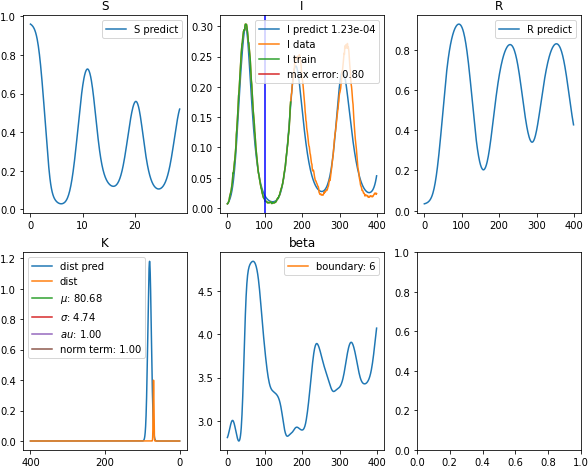 S
I
R
S predict
I predict 1.23e-04
I data
I train
max error: 0.80
R predict
1.0
0.8
0.6
0.4
0.2
0.0
0.30
0.25
0.20
0.15
0.10
0.05
0.00
0.8
0.6
0.4
0.2
0.0
0 10 20
0 100 200 300 400
0 100 200 300 400
K
beta
dist pred
dist
μ: 80.68
σ: 4.74
au: 1.00
norm term: 1.00
boundary: 6
1.2
1.0
0.8
0.6
0.4
0.2
0.0
4.5
4.0
3.5
3.0
1.0
0.8
0.6
0.4
0.2
0.0
400 200 0
0 100 200 300 400
0.0 0.2 0.4 0.6 0.8 1.0